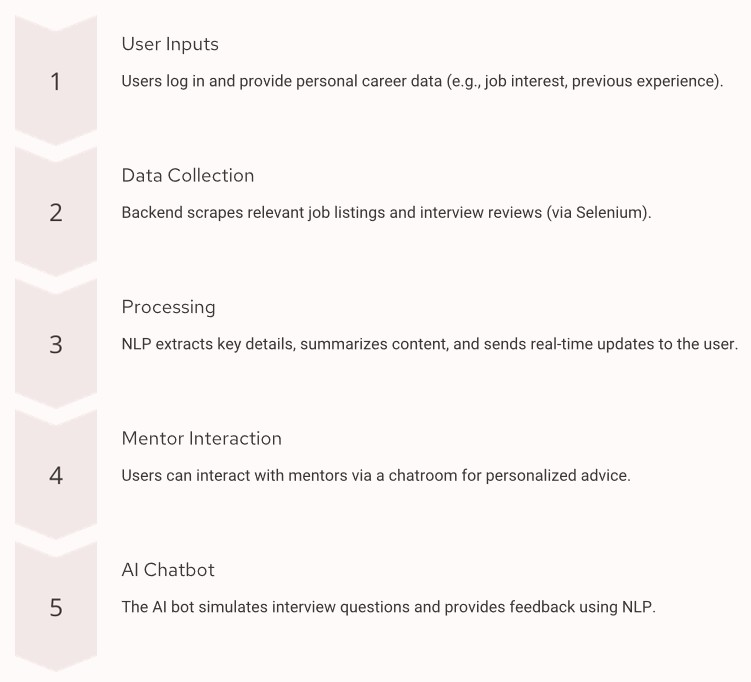 1
User Inputs
Users log in and provide personal career data (e.g., job interest, previous experience).
2
Data Collection
Backend scrapes relevant job listings and interview reviews (via Selenium).
3
Processing
NLP extracts key details, summarizes content, and sends real-time updates to the user.
4
Mentor Interaction
Users can interact with mentors via a chatroom for personalized advice.
5
AI Chatbot
The AI bot simulates interview questions and provides feedback using NLP.